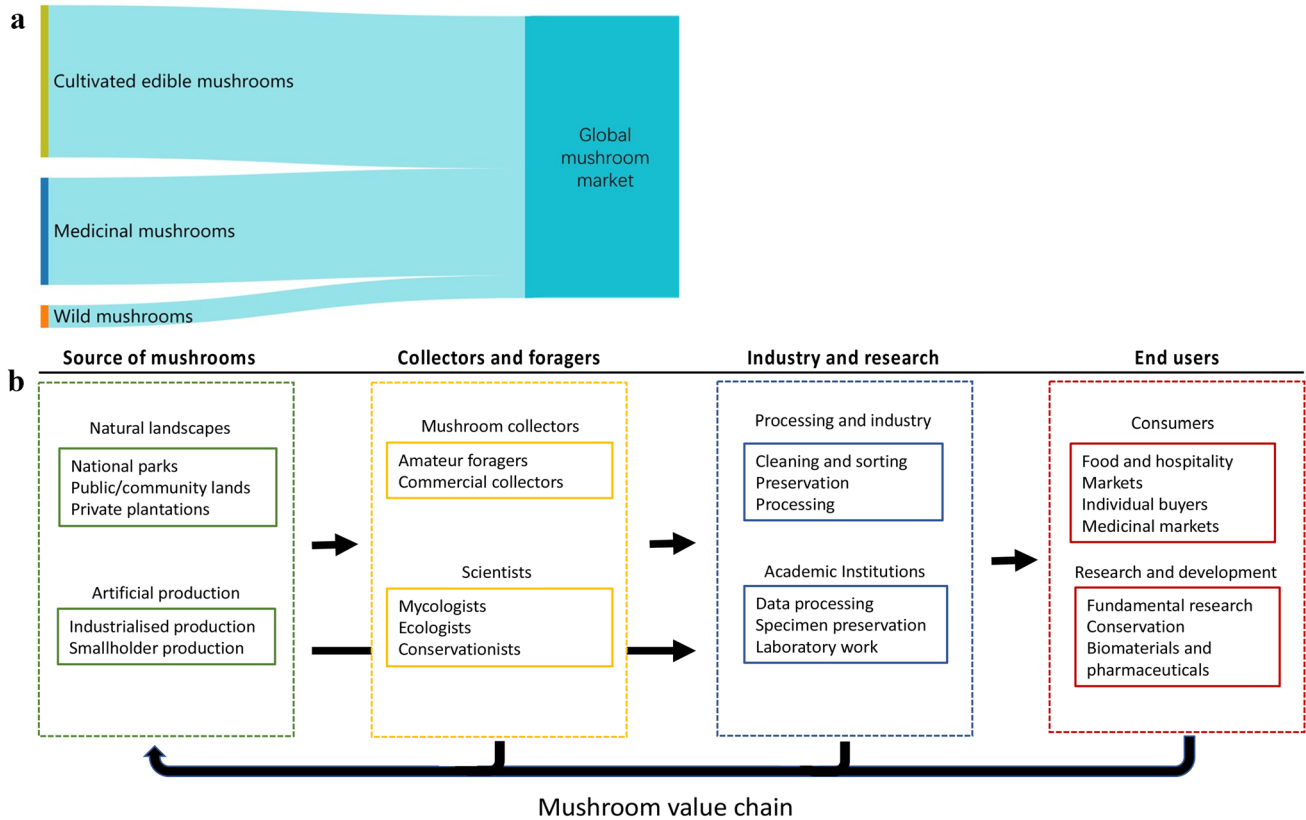 a
Cultivated edible mushrooms
Medicinal mushrooms
Wild mushrooms
Global
mushroom
market
b
Source of mushrooms
Collectors and foragers
Industry and research
End users
Natural landscapes
National parks
Public/community lands
Private plantations
Artificial production
Industrialised production
Smallholder production
Mushroom collectors
Amateur foragers
Commercial collectors
Scientists
Mycologists
Ecologists
Conservationists
Processing and industry
Cleaning and sorting
Preservation
Processing
Academic Institutions
Data processing
Specimen preservation
Laboratory work
Consumers
Food and hospitality
Markets
Individual buyers
Medicinal markets
Research and development
Fundamental research
Conservation
Biomaterials and
pharmaceuticals
Mushroom value chain